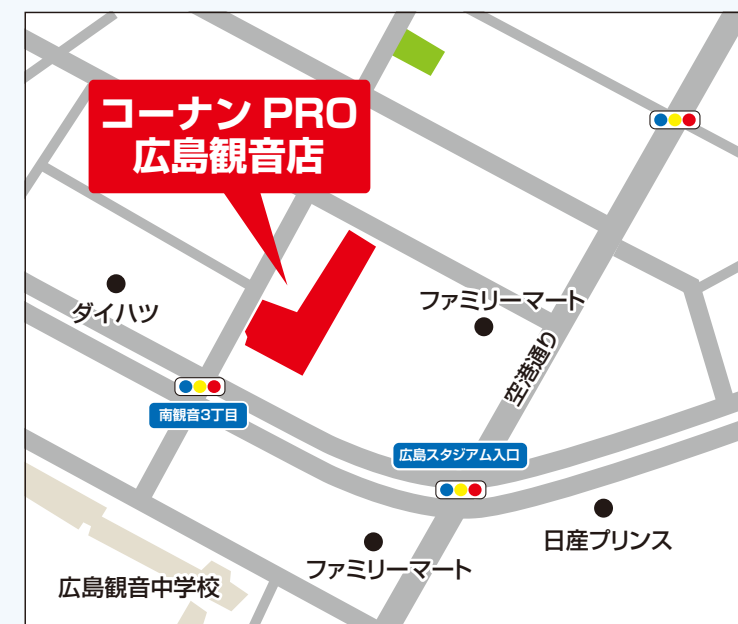 コーナン PRO
広島観音店
ダイハツ
ファミリーマート
空港通り
南観音3丁目
広島スタジアム入口
日産プリンス
ファミリーマート
広島観音中学校